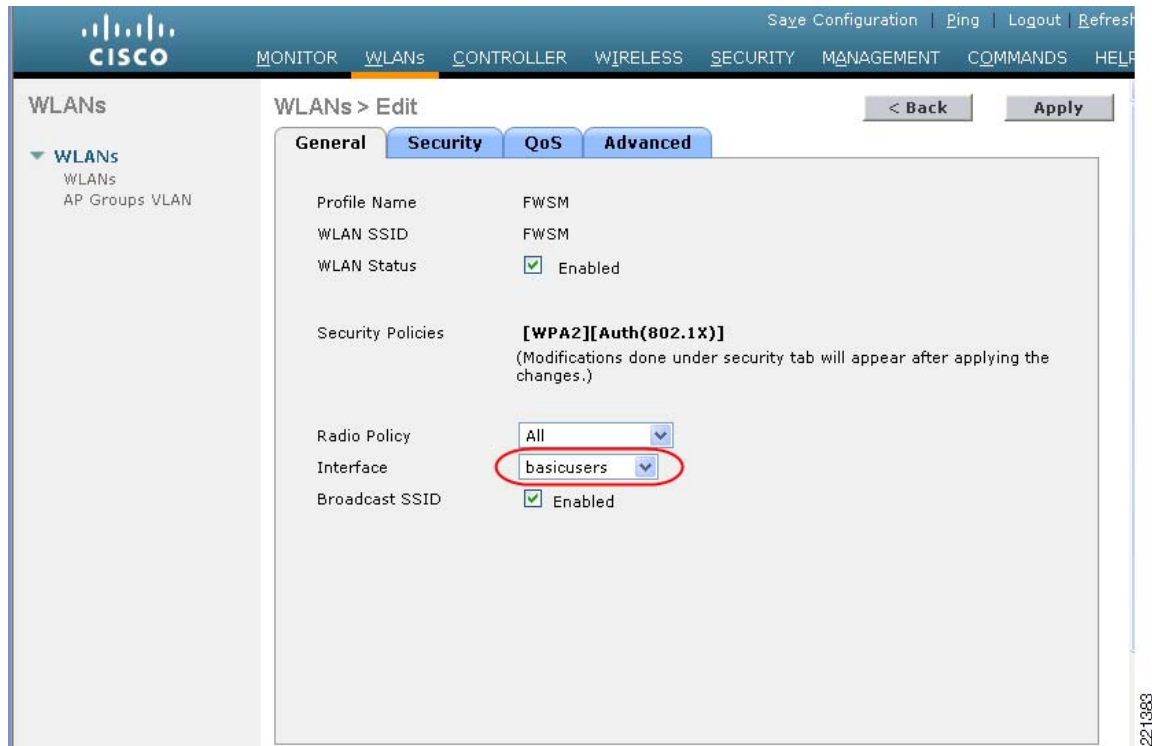 Save Configuration | Ping | Logout | Refresh
CISCO
MONITOR WLANs CONTROLLER WIRELESS SECURITY MANAGEMENT COMMANDS HELP
WLANs
WLANs
WLANs
AP Groups VLAN
WLANs > Edit
< Back
Apply
General Security QoS Advanced
Profile Name FWSM
WLAN SSID FWSM
WLAN Status Enabled
Security Policies [WPA2][Auth(802.1X)]
(Modifications done under security tab will appear after applying the
changes.)
Radio Policy All
Interface basicusers
Broadcast SSID Enabled
221383